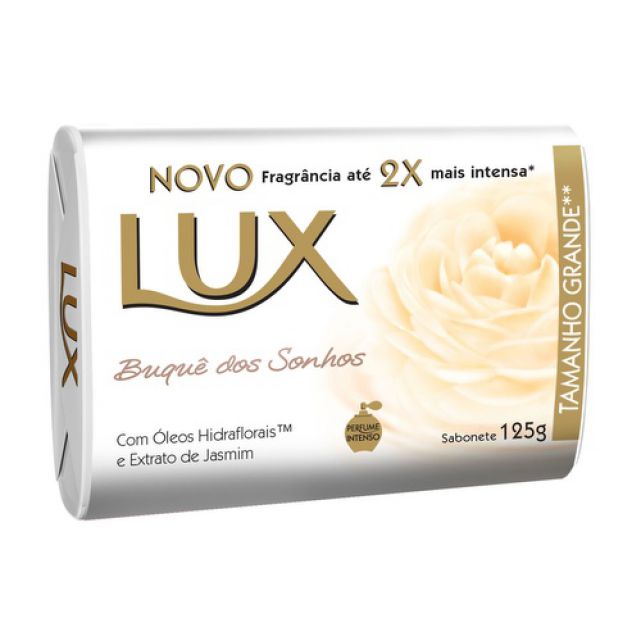 NOVO Fragrância até 2X mais intensa*
LUX
Buquê dos Sonhos
Com Óleos Hidraflorais™
e Extrato de Jasmim
PERFUME
INTENSO
Sabonete 125g
TAMANHO GRANDE**
LUX